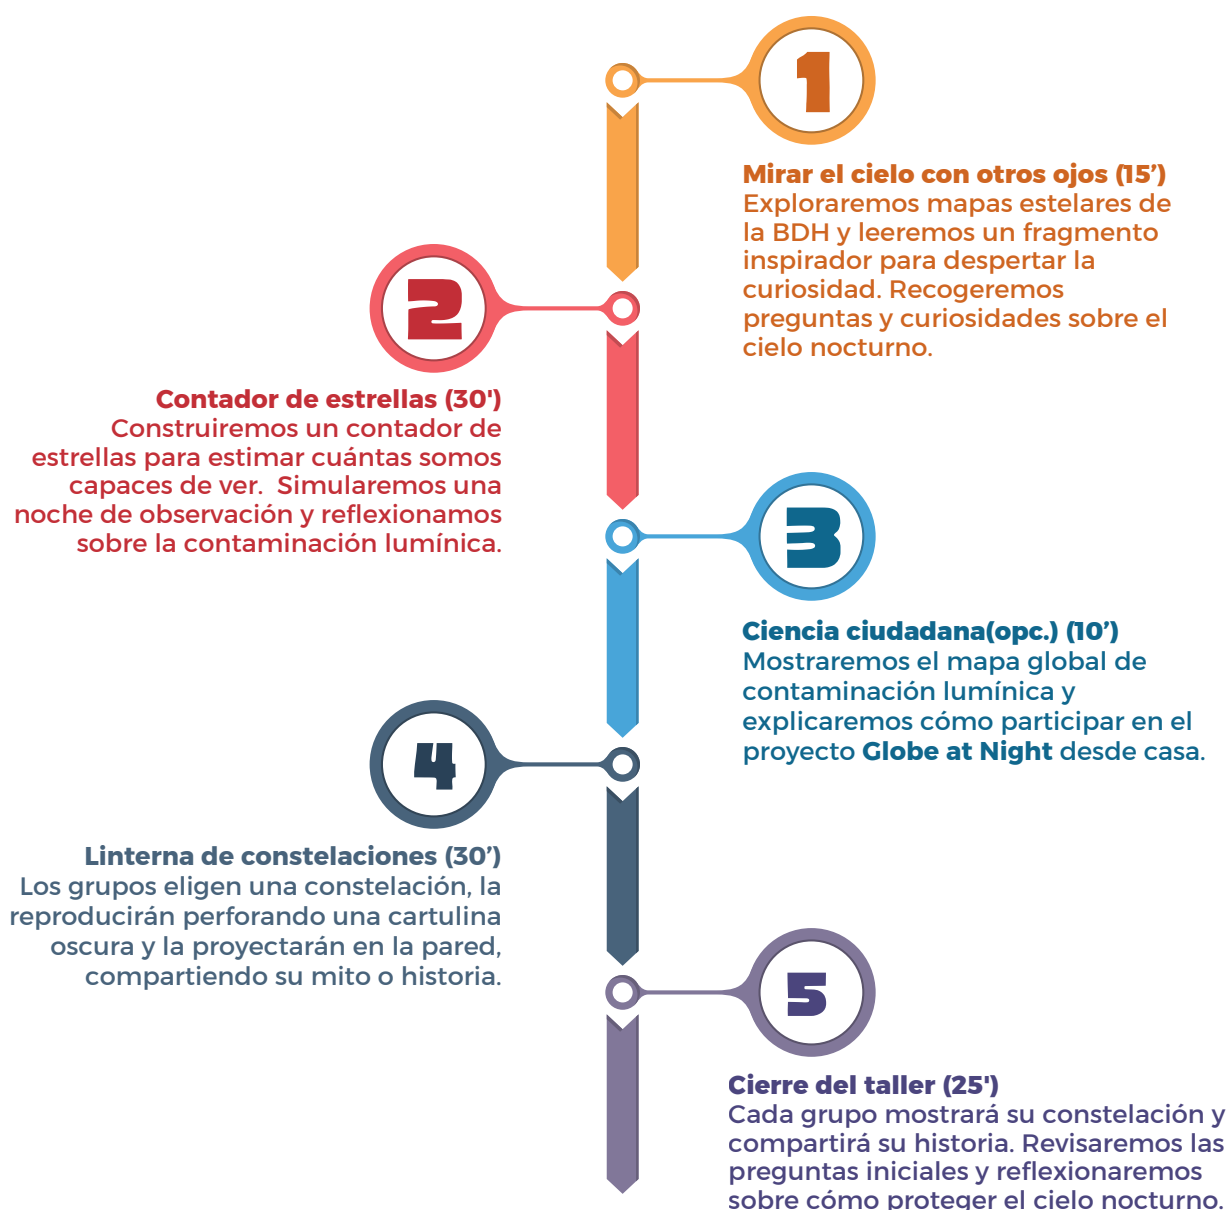 1
Mirar el cielo con otros ojos (15’)
Exploraremos mapas estelares de
la BDH y leeremos un fragmento
inspirador para despertar la
curiosidad. Recogeremos
preguntas y curiosidades sobre el
cielo nocturno.
2
Contador de estrellas (30')
Construiremos un contador de
estrellas para estimar cuántas somos
capaces de ver.  Simularemos una
noche de observación y reflexionamos
sobre la contaminación lumínica.
3
Ciencia ciudadana(opc.) (10’)
Mostraremos el mapa global de
contaminación lumínica y
explicaremos cómo participar en el
proyecto Globe at Night desde casa.
4
Linterna de constelaciones (30’)
Los grupos eligen una constelación, la
reproducirán perforando una cartulina
oscura y la proyectarán en la pared,
compartiendo su mito o historia.
5
Cierre del taller (25')
Cada grupo mostrará su constelación y
compartirá su historia. Revisaremos las
preguntas iniciales y reflexionaremos
sobre cómo proteger el cielo nocturno.